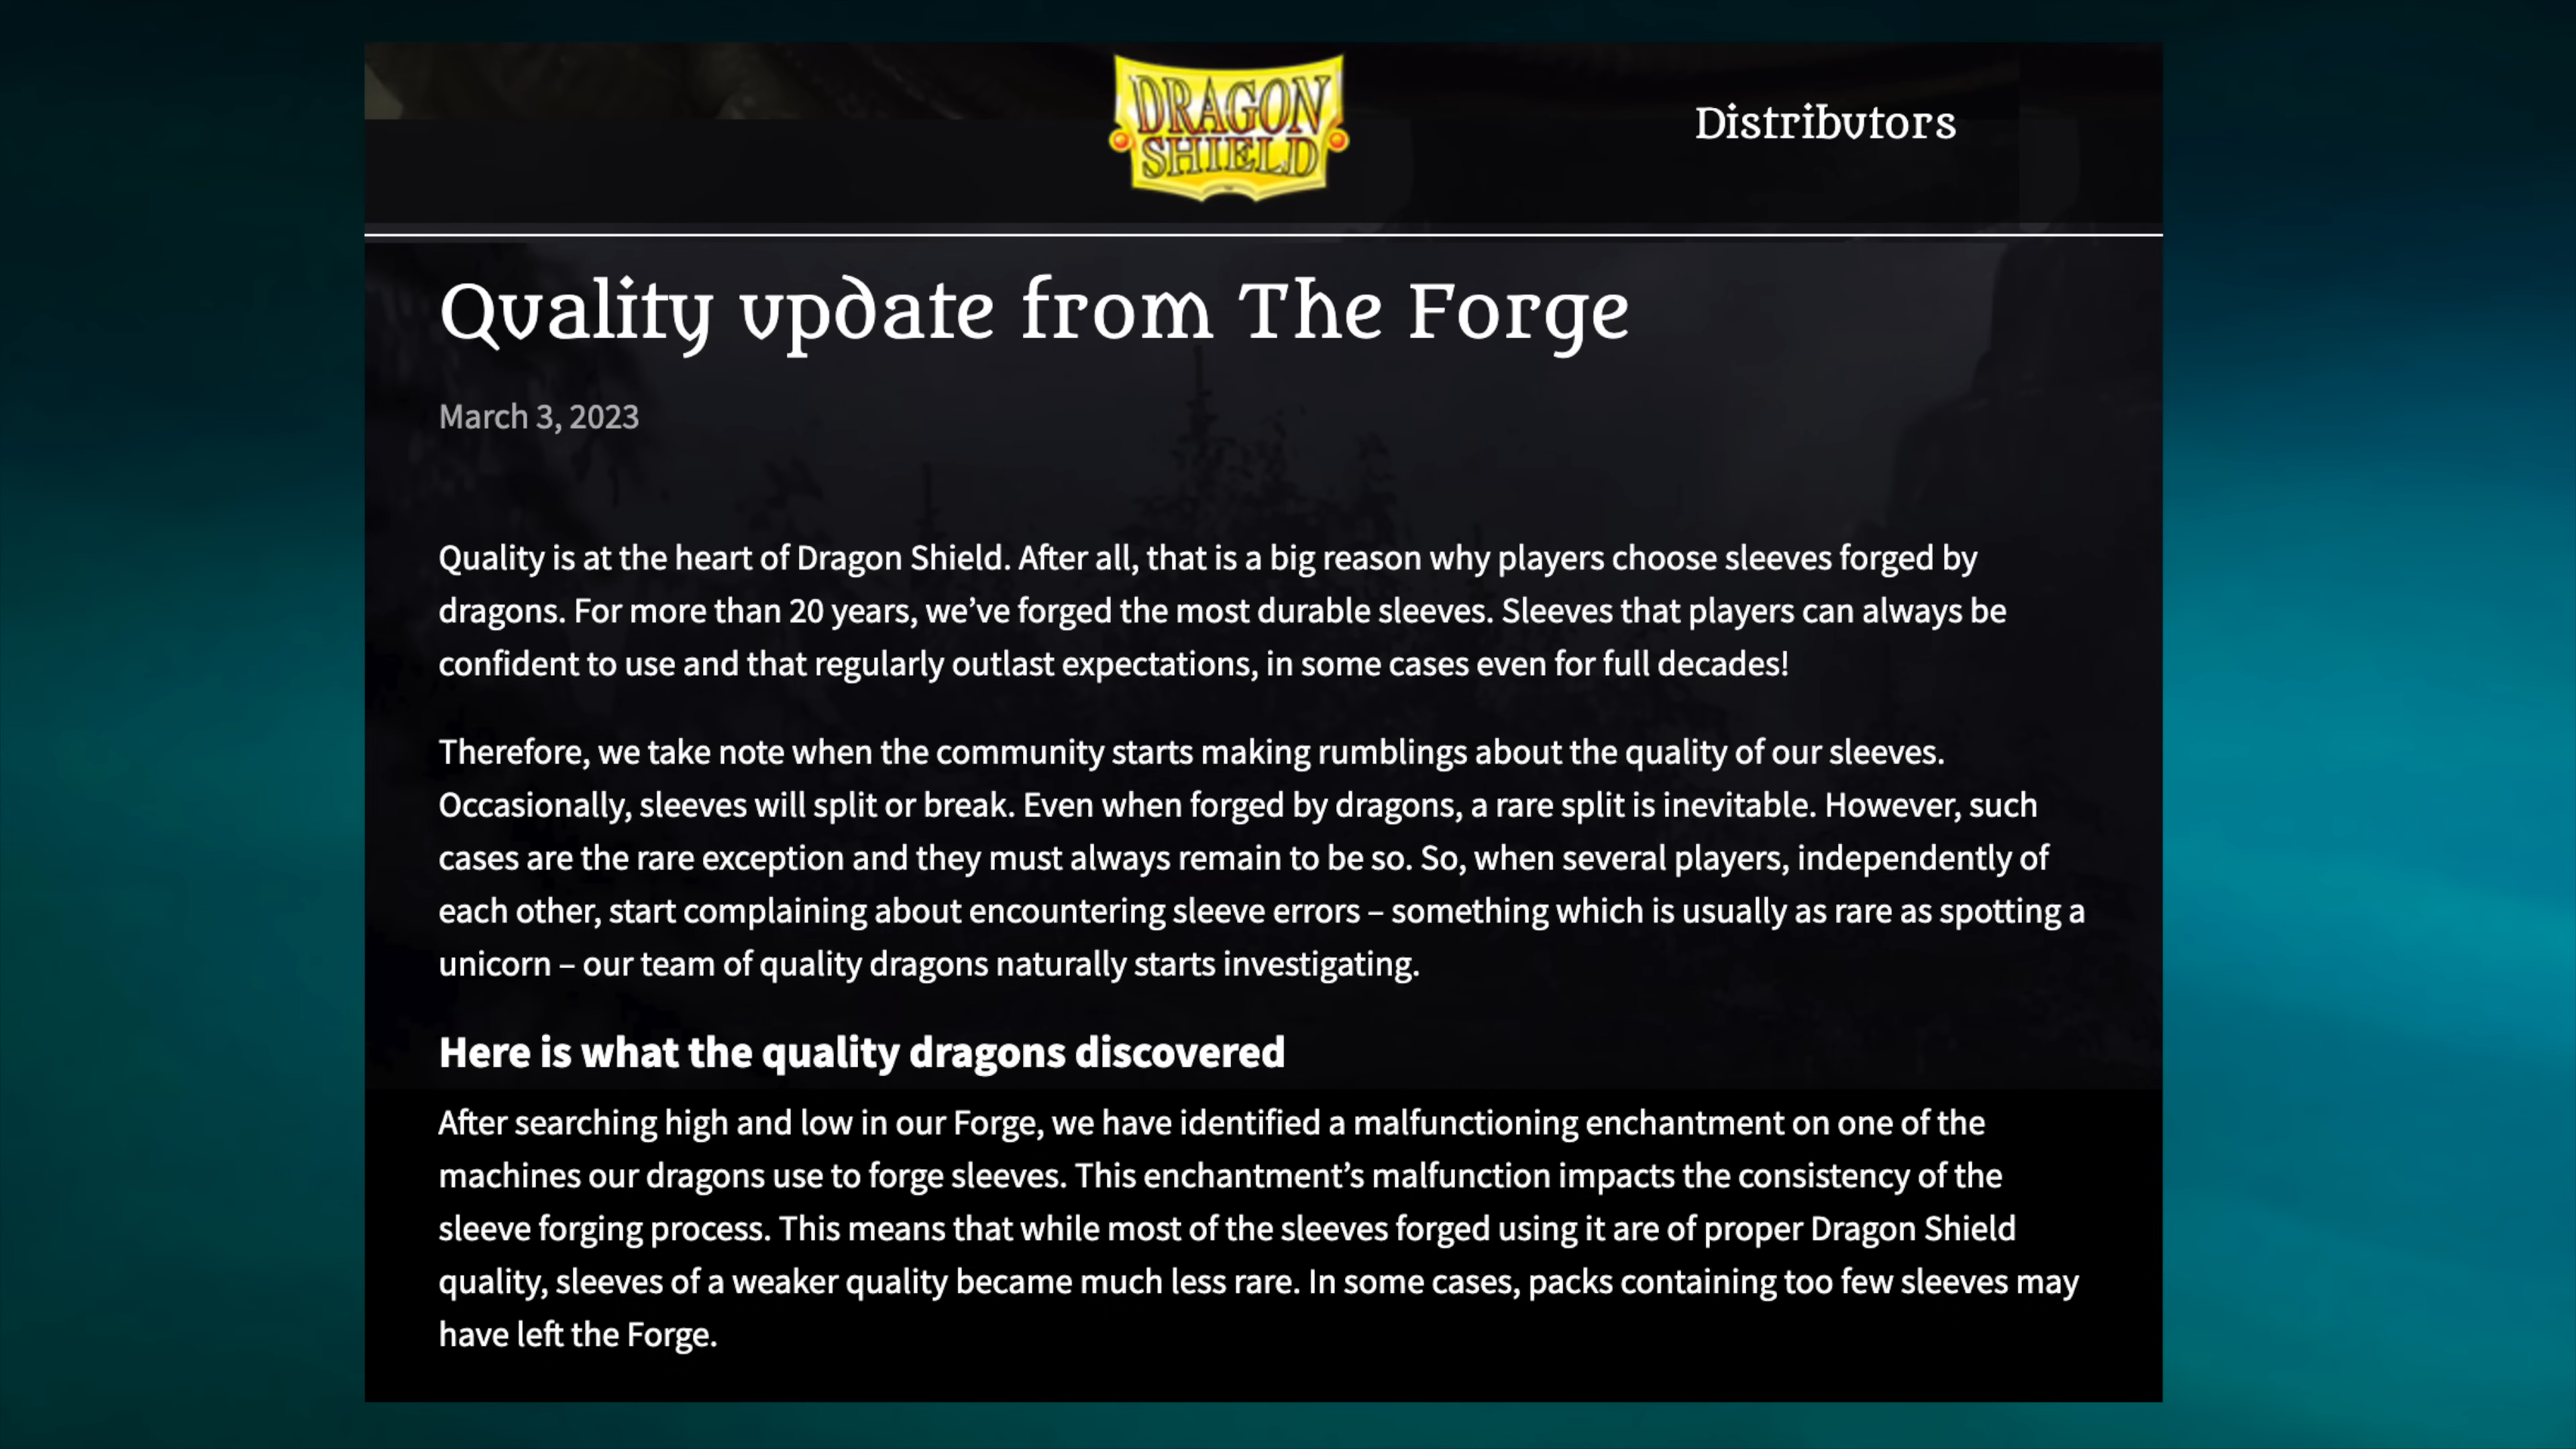 DRAGON
SHIELD
Distributors
Quality update from The Forge
March 3, 2023
Quality is at the heart of Dragon Shield. After all, that is a big reason why players choose sleeves forged by
dragons. For more than 20 years, we’ve forged the most durable sleeves. Sleeves that players can always be
confident to use and that regularly outlast expectations, in some cases even for full decades!
Therefore, we take note when the community starts making rumblings about the quality of our sleeves.
Occasionally, sleeves will split or break. Even when forged by dragons, a rare split is inevitable. However, such
cases are the rare exception and they must always remain to be so. So, when several players, independently of
each other, start complaining about encountering sleeve errors – something which is usually as rare as spotting a
unicorn – our team of quality dragons naturally starts investigating.
Here is what the quality dragons discovered
After searching high and low in our Forge, we have identified a malfunctioning enchantment on one of the
machines our dragons use to forge sleeves. This enchantment’s malfunction impacts the consistency of the
sleeve forging process. This means that while most of the sleeves forged using it are of proper Dragon Shield
quality, sleeves of a weaker quality became much less rare. In some cases, packs containing too few sleeves may
have left the Forge.